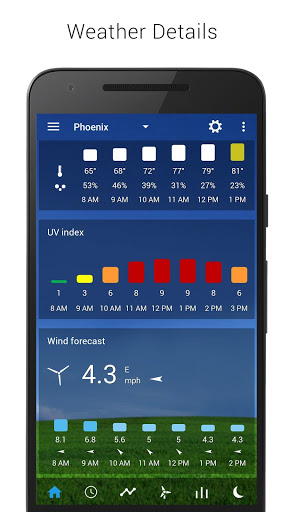 Weather Details
Phoenix
65° 68° 72° 77° 79° 81°
53% 46% 39% 31% 27% 23%
8 AM 9 AM 10 AM 11 AM 12 PM 1 PM
UV index
1 3 6 8 9 9 8 6
8 AM 9 AM 10 AM 11 AM 12 PM 1 PM 2 PM 3 PM
Wind forecast
4.3 E
mph
8.1 6.8 5.6 5 5 4.3 4.3
8 AM 9 AM 10 AM 11 AM 12 PM 1 PM 2 PM